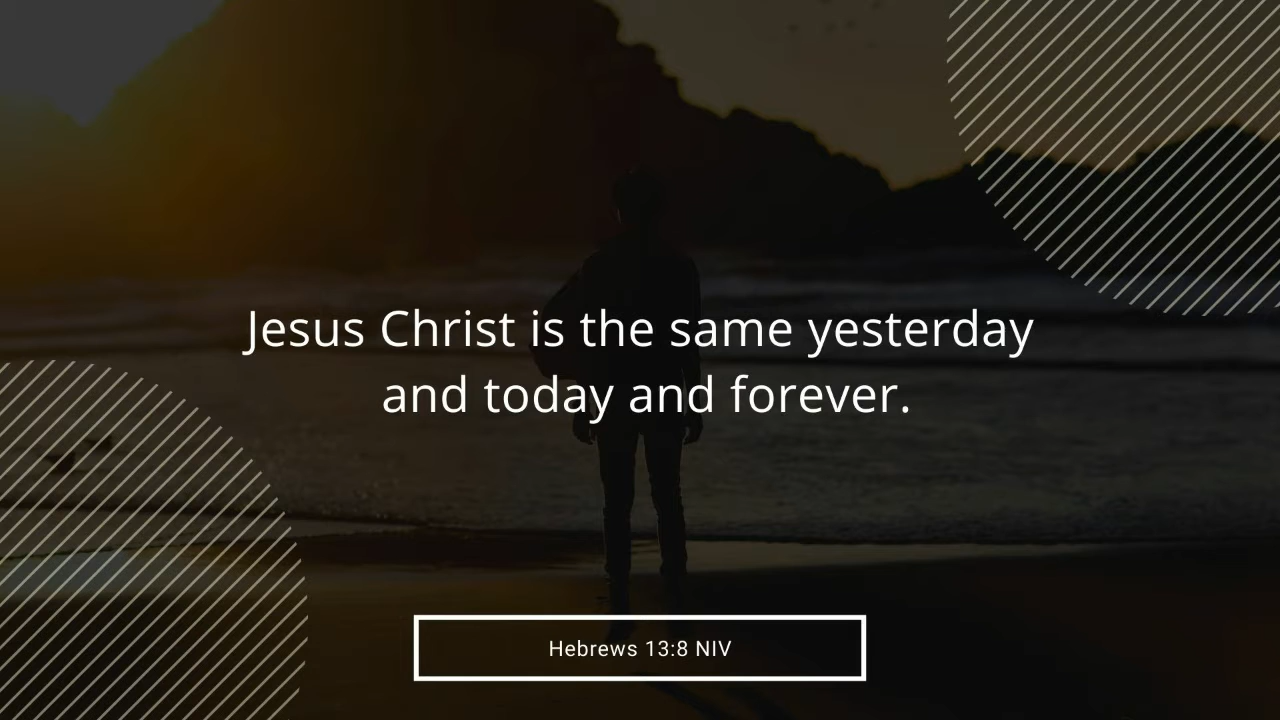 Jesus Christ is the same yesterday
and today and forever.
Hebrews 13:8 NIV